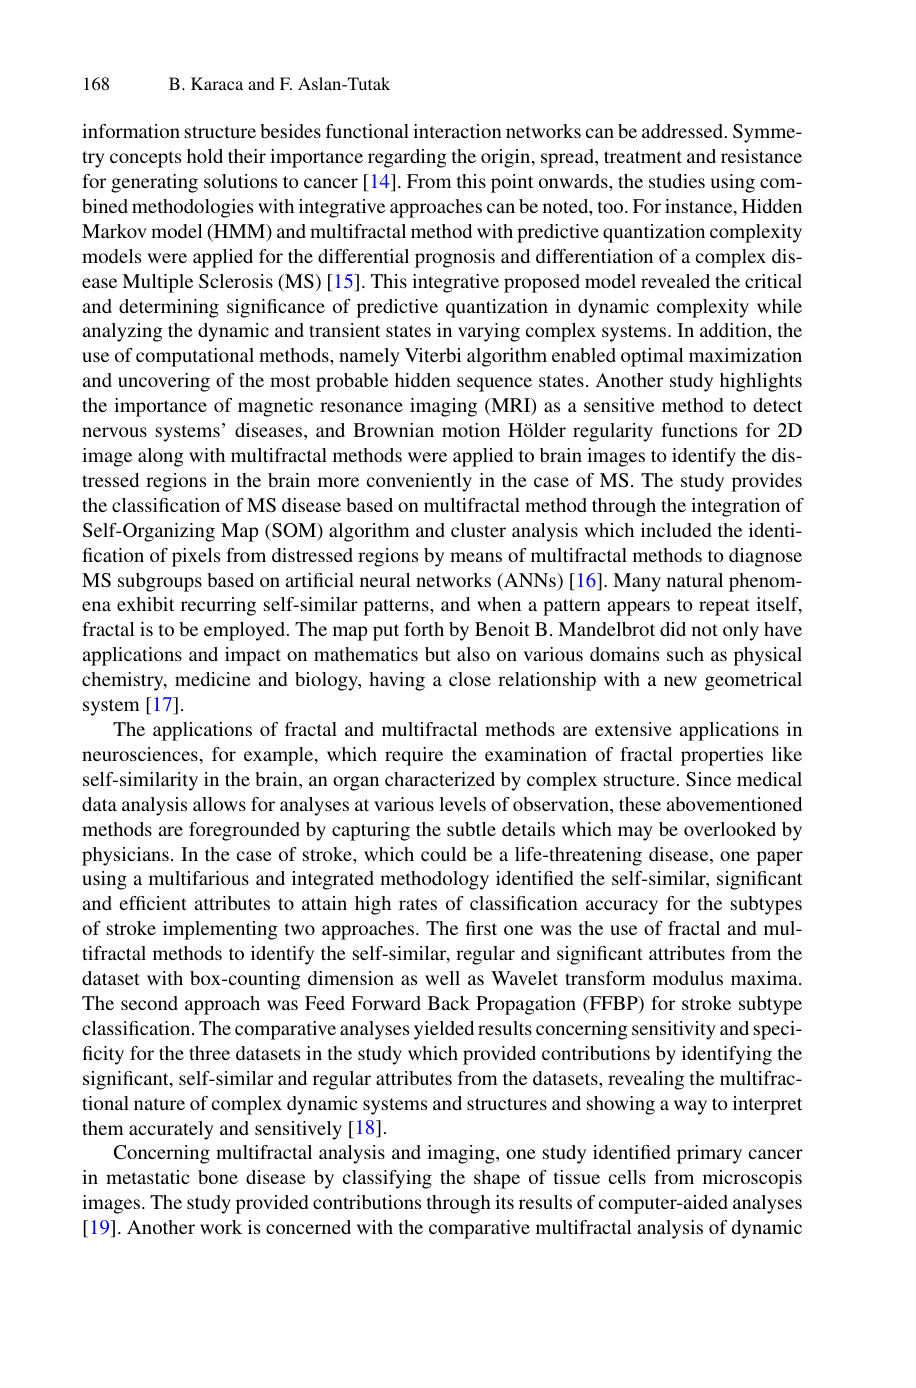 168 B. Karaca and F. Aslan-Tutak
information structure besides functional interaction networks can be addressed. Symme-
try concepts hold their importance regarding the origin, spread, treatment and resistance
for generating solutions to cancer [14]. From this point onwards, the studies using com-
bined methodologies with integrative approaches can be noted, too. For instance, Hidden
Markov model (HMM) and multifractal method with predictive quantization complexity
models were applied for the differential prognosis and differentiation of a complex dis-
ease Multiple Sclerosis (MS) [15]. This integrative proposed model revealed the critical
and determining significance of predictive quantization in dynamic complexity while
analyzing the dynamic and transient states in varying complex systems. In addition, the
use of computational methods, namely Viterbi algorithm enabled optimal maximization
and uncovering of the most probable hidden sequence states. Another study highlights
the importance of magnetic resonance imaging (MRI) as a sensitive method to detect
nervous systems' diseases, and Brownian motion Hölder regularity functions for 2D
image along with multifractal methods were applied to brain images to identify the dis-
tressed regions in the brain more conveniently in the case of MS. The study provides
the classification of MS disease based on multifractal method through the integration of
Self-Organizing Map (SOM) algorithm and cluster analysis which included the identi-
fication of pixels from distressed regions by means of multifractal methods to diagnose
MS subgroups based on artificial neural networks (ANNs) [16]. Many natural phenom-
ena exhibit recurring self-similar patterns, and when a pattern appears to repeat itself,
fractal is to be employed. The map put forth by Benoit B. Mandelbrot did not only have
applications and impact on mathematics but also on various domains such as physical
chemistry, medicine and biology, having a close relationship with a new geometrical
system [17].
The applications of fractal and multifractal methods are extensive applications in
neurosciences, for example, which require the examination of fractal properties like
self-similarity in the brain, an organ characterized by complex structure. Since medical
data analysis allows for analyses at various levels of observation, these abovementioned
methods are foregrounded by capturing the subtle details which may be overlooked by
physicians. In the case of stroke, which could be a life-threatening disease, one paper
using a multifarious and integrated methodology identified the self-similar, significant
and efficient attributes to attain high rates of classification accuracy for the subtypes
of stroke implementing two approaches. The first one was the use of fractal and mul-
tifractal methods to identify the self-similar, regular and significant attributes from the
dataset with box-counting dimension as well as Wavelet transform modulus maxima.
The second approach was Feed Forward Back Propagation (FFBP) for stroke subtype
classification. The comparative analyses yielded results concerning sensitivity and speci-
ficity for the three datasets in the study which provided contributions by identifying the
significant, self-similar and regular attributes from the datasets, revealing the multifrac-
tional nature of complex dynamic systems and structures and showing a way to interpret
them accurately and sensitively [18].
Concerning multifractal analysis and imaging, one study identified primary cancer
in metastatic bone disease by classifying the shape of tissue cells from microscopis
images. The study provided contributions through its results of computer-aided analyses
[19]. Another work is concerned with the comparative multifractal analysis of dynamic